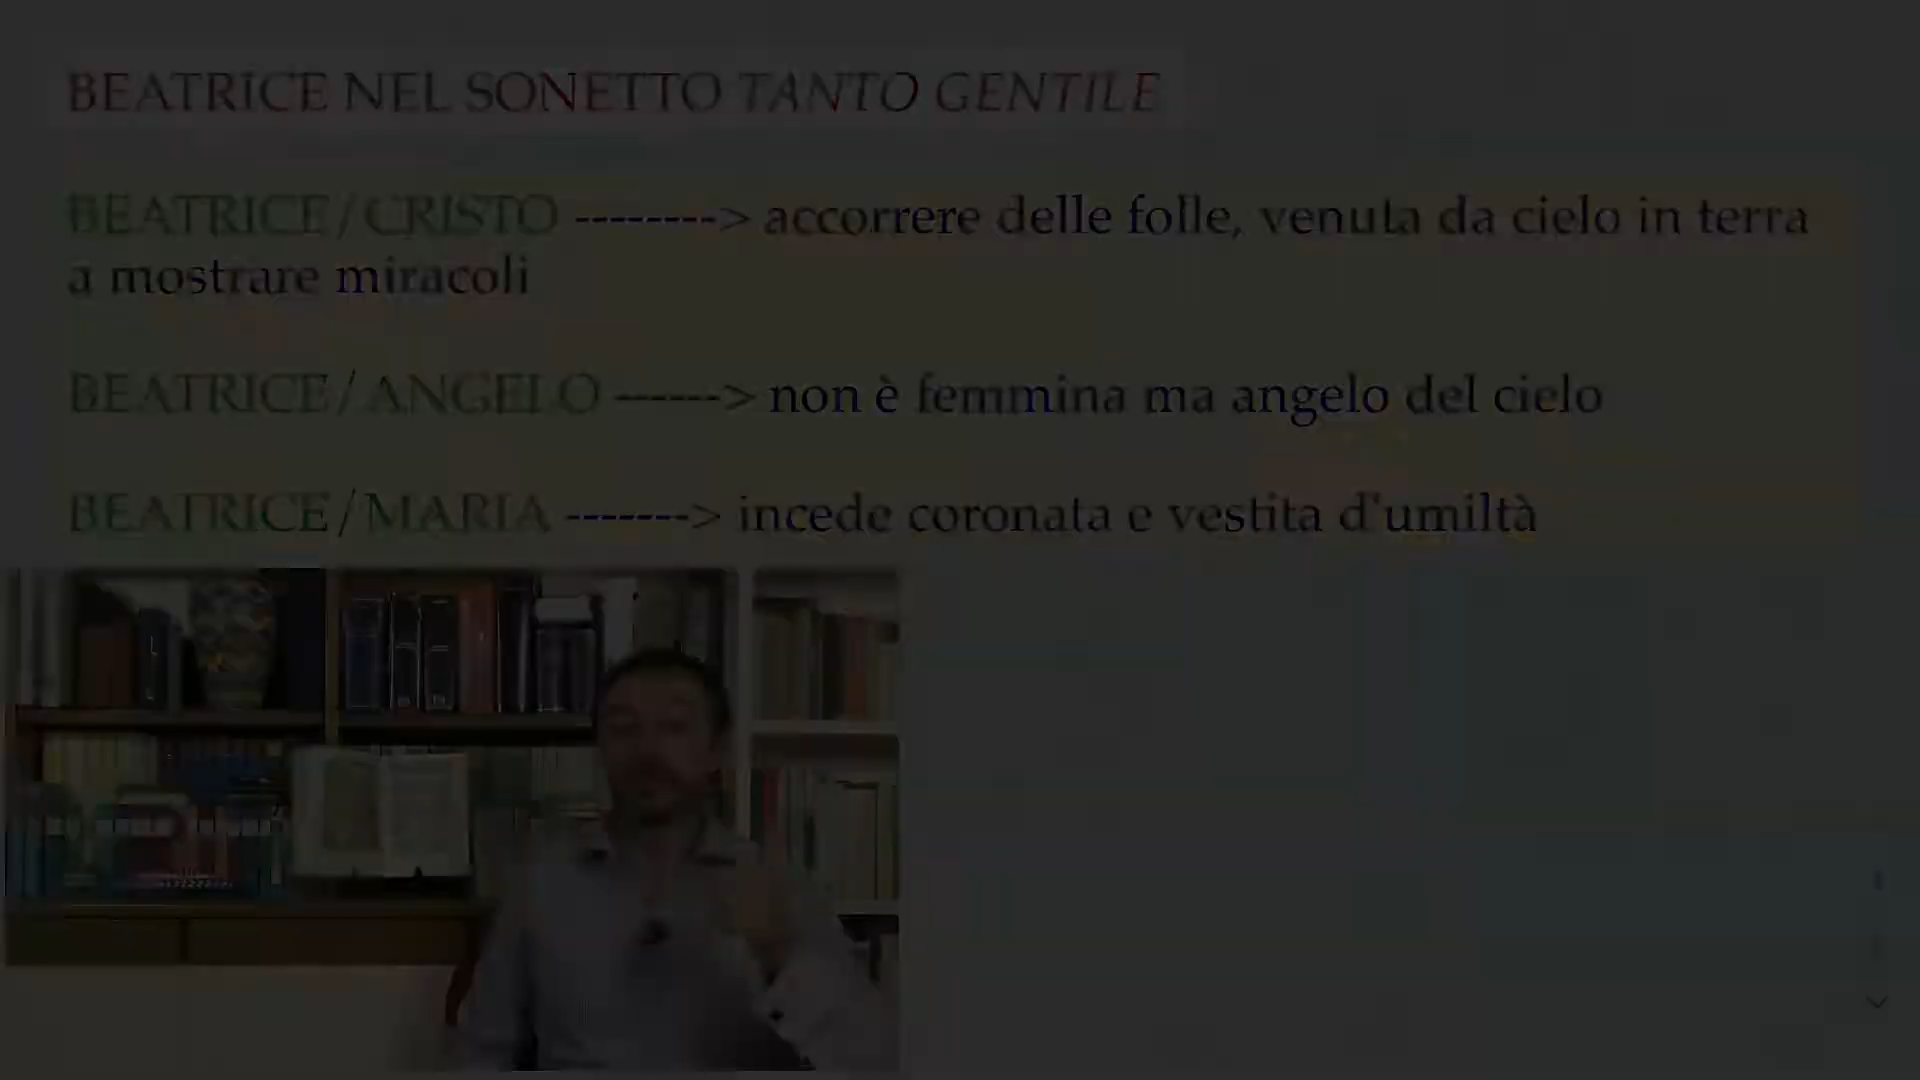 BEATRICE NEL SONETTO TANTO GENTILE
BEATRICE/CRISTO --------> accorrere delle folle, venuta da cielo in terra
a mostrare miracoli
BEATRICE/ANGELO ------> non è femmina ma angelo del cielo
BEATRICE/MARIA -------> incede coronata e vestita d'umiltà